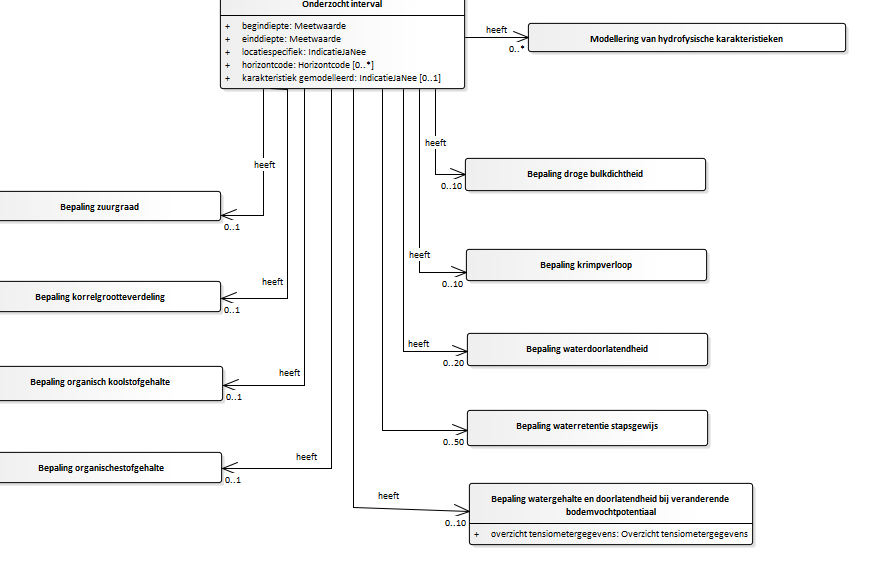 Onderzocht interval
+ begindiepte: Meetwaarde
+ einddiepte: Meetwaarde
+ locatiespecifiek: IndicatieJaNee
+ horizontcode: Horizontcode [0..*]
+ karakteristiek gemodelleerd: IndicatieJaNee [0..1]
heeft
0..*
Modellering van hydrofysische karakteristieken
heeft
0..10
Bepaling droge bulkdichtheid
heeft
0..1
Bepaling zuurgraad
heeft
0..10
Bepaling krimpverloop
heeft
0..1
Bepaling korrelgrootteverdeling
heeft
0..20
Bepaling waterdoorlatendheid
heeft
0..1
Bepaling organisch koolstofgehalte
0..50
Bepaling waterretentie stapsgewijs
heeft
0..1
Bepaling organischestofgehalte
heeft
0..10
Bepaling watergehalte en doorlatendheid bij veranderende
bodemvochtpotentiaal
+ overzicht tensiometergegevens: Overzicht tensiometergegevens